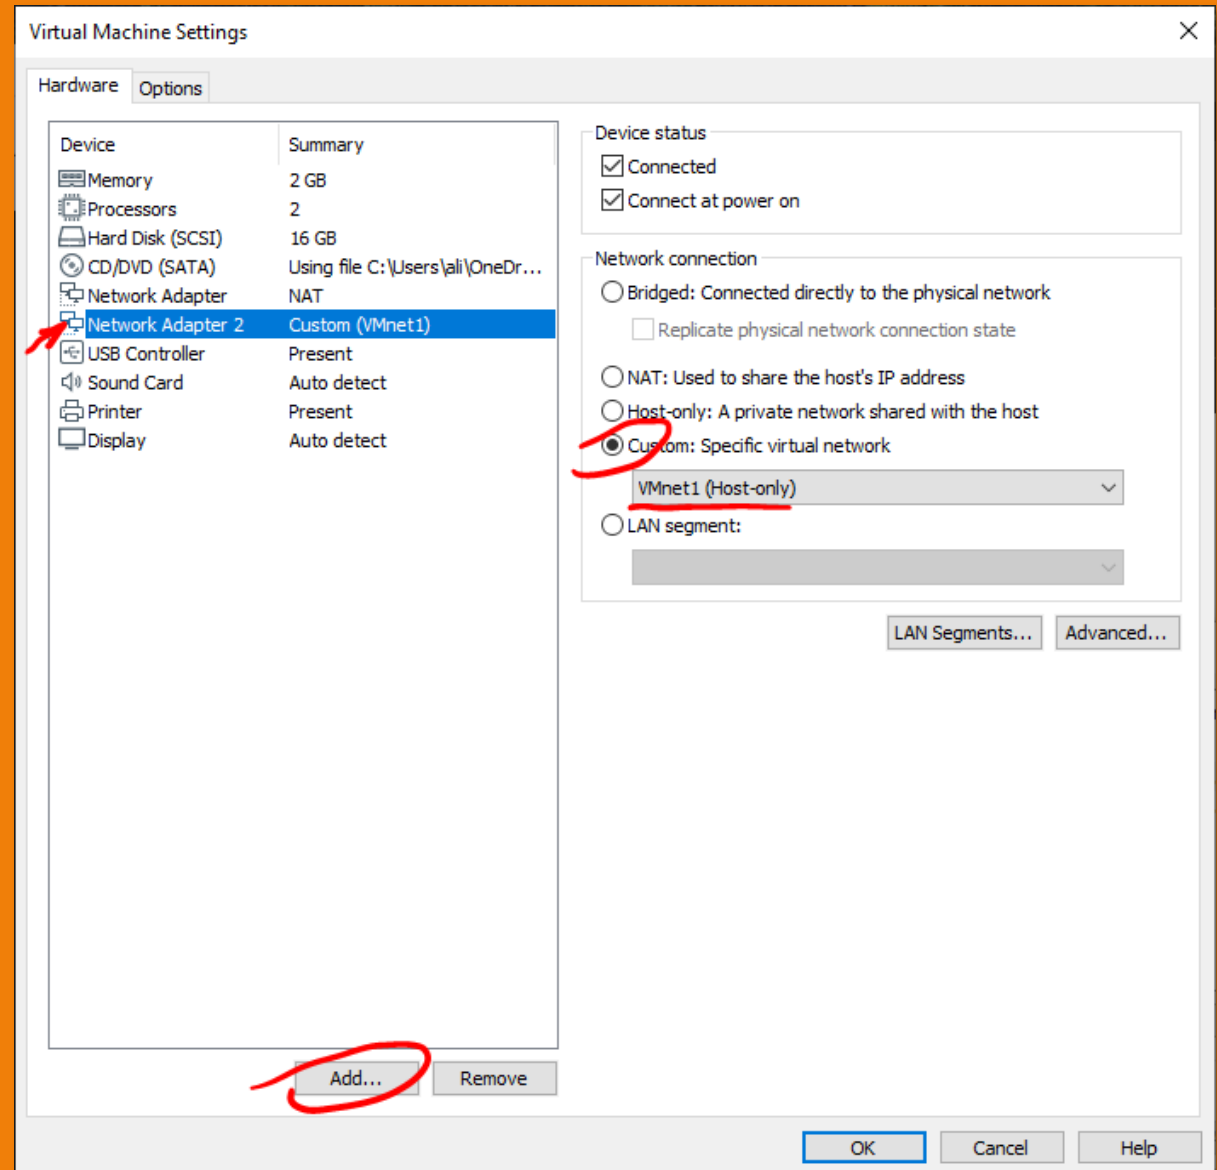 Virtual Machine Settings
Hardware Options
Device Summary
Memory 2 GB
Processors 2
Hard Disk (SCSI) 16 GB
CD/DVD (SATA) Using file C:\Users\ali\OneDr...
Network Adapter NAT
Network Adapter 2 Custom (VMnet1)
USB Controller Present
Sound Card Auto detect
Printer Present
Display Auto detect
Add... Remove
Device status
Connected
Connect at power on
Network connection
Bridged: Connected directly to the physical network
Replicate physical network connection state
NAT: Used to share the host's IP address
Host-only: A private network shared with the host
Custom: Specific virtual network
VMnet1 (Host-only)
LAN segment:
LAN Segments... Advanced...
OK Cancel Help